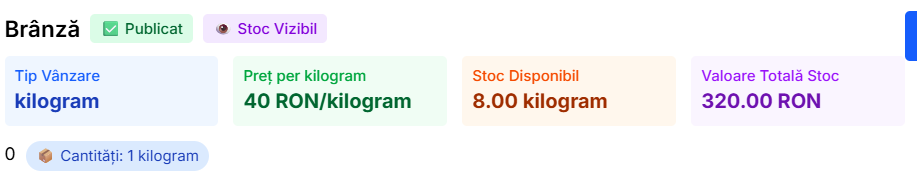 Brânză ✅ Publicat 👁 Stoc Vizibil
Tip Vânzare
kilogram
Preț per kilogram
40 RON/kilogram
Stoc Disponibil
8.00 kilogram
Valoare Totală Stoc
320.00 RON
0 📦 Cantități: 1 kilogram